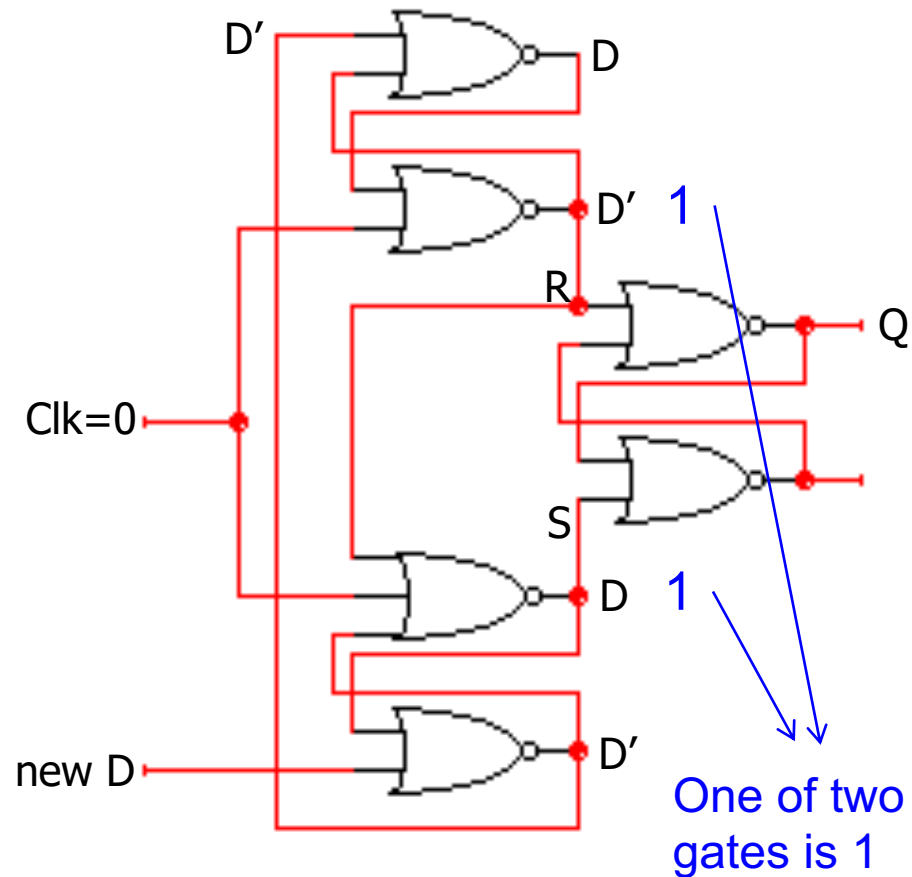 D′
D
D′ 1
R
Q
Clk=0
S
D 1
D′
new D
One of two
gates is 1